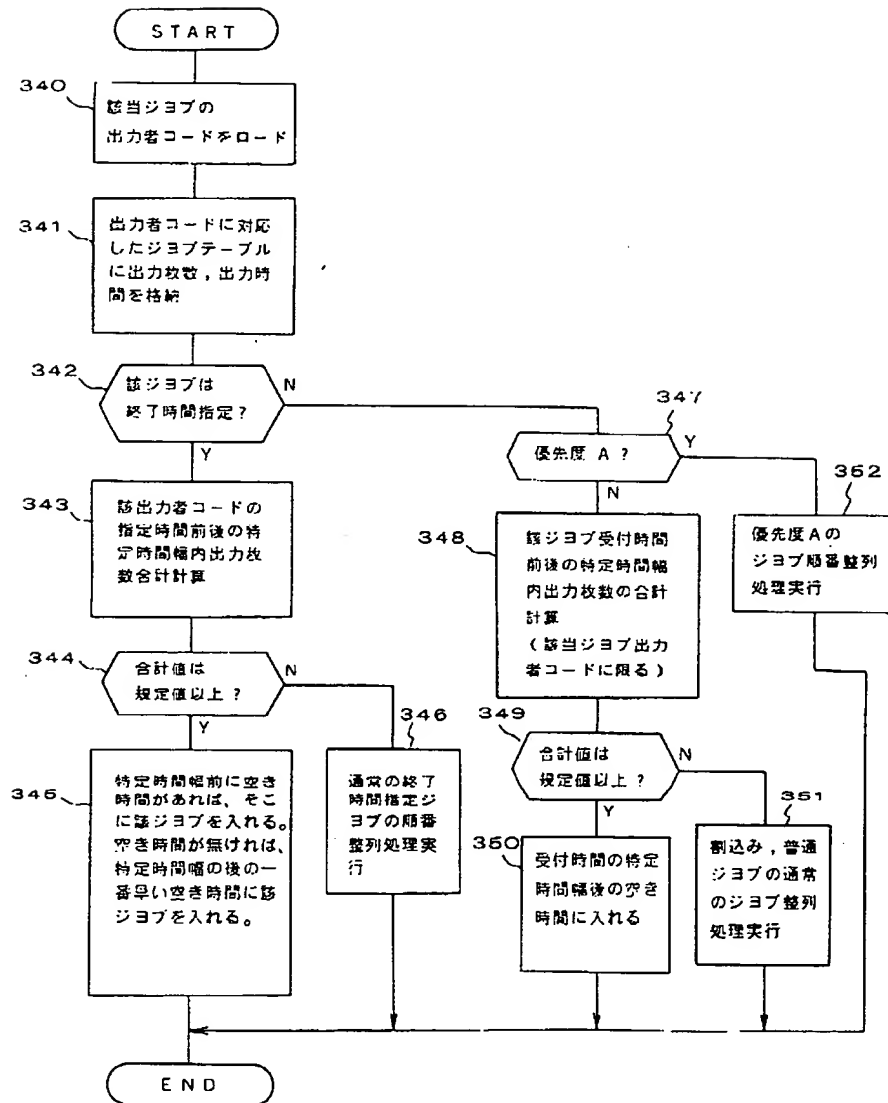 START
340
該当ジョブの
出力者コードをロード
341
出力者コードに対応
したジョブテーブル
に出力枚数，出力時
間を格納
342
該ジョブは
終了時間指定？
N
Y
343
該出力者コードの
指定時間前後の特
定時間幅内出力枚
数合計計算
344
合計値は
規定値以上？
N
Y
345
特定時間幅前に空き
時間があれば、そこ
に該ジョブを入れる。
空き時間が無ければ、
特定時間幅の後の一
番早い空き時間に該
ジョブを入れる。
346
通常の終了
時間指定ジ
ョブの順番
整列処理実
行
347
優先度 A ？
Y
N
352
優先度Aの
ジョブ順番整列
処理実行
348
該ジョブ受付時間
前後の特定時間幅
内出力枚数の合計
計算
（該当ジョブ出力
者コードに限る）
349
合計値は
規定値以上？
N
Y
350
受付時間の特定
時間幅後の空き
時間に入れる
351
割込み，普通
ジョブの通常
のジョブ整列
処理実行
END